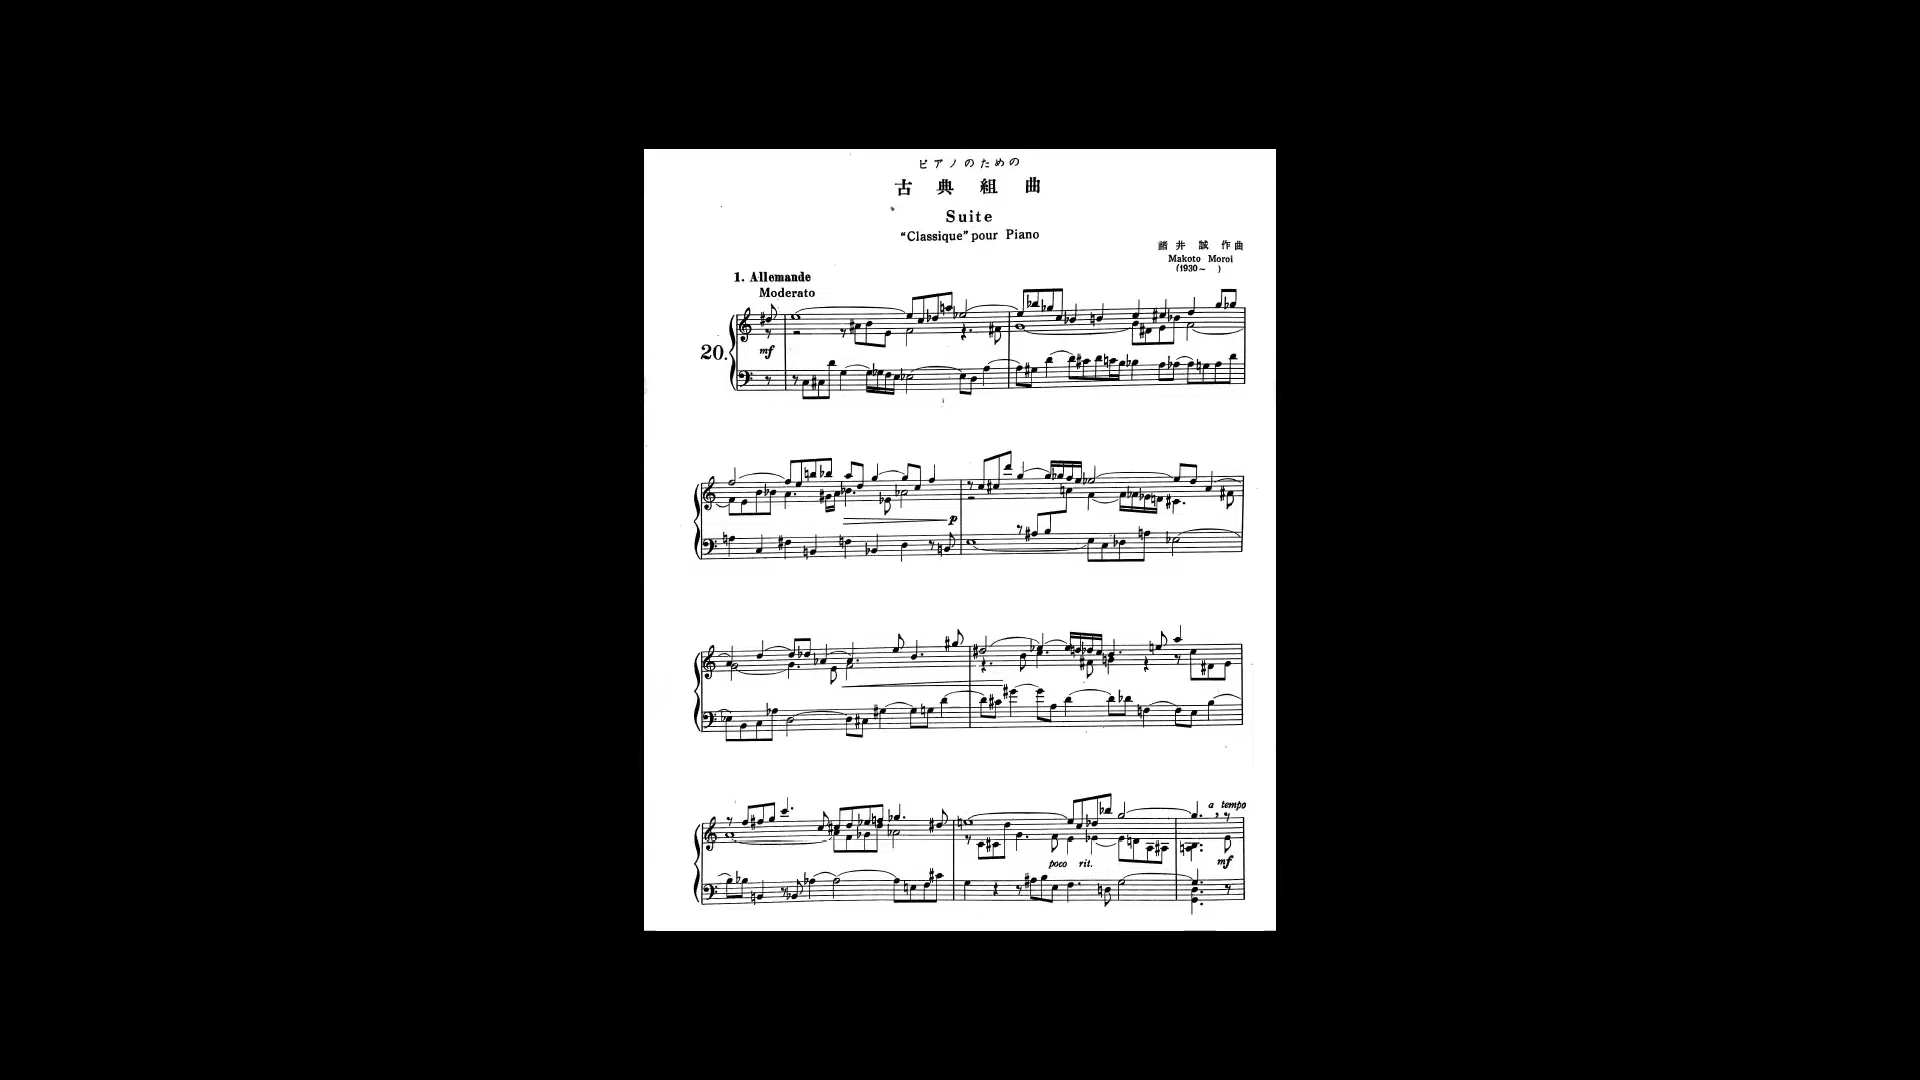 ピアノのための
古典組曲
Suite
“Classique” pour Piano
諸井 誠 作曲
Makoto Moroi
(1930～ )
1. Allemande
Moderato
20.
mf
p
a tempo
poco rit.
mf